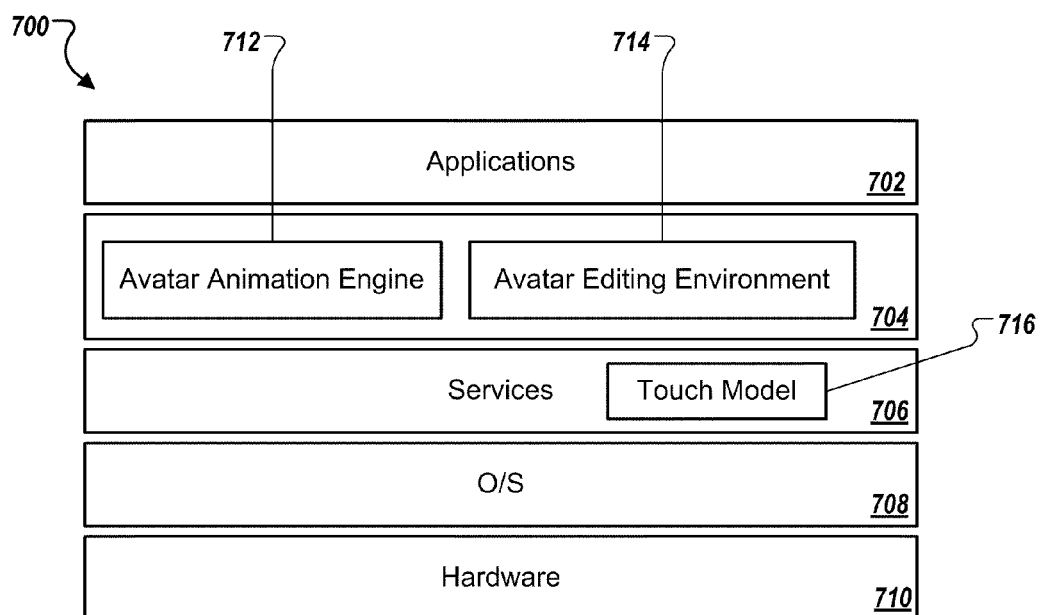 700
712
714
Applications
702
Avatar Animation Engine
Avatar Editing Environment
704
716
Services
Touch Model
706
O/S
708
Hardware
710